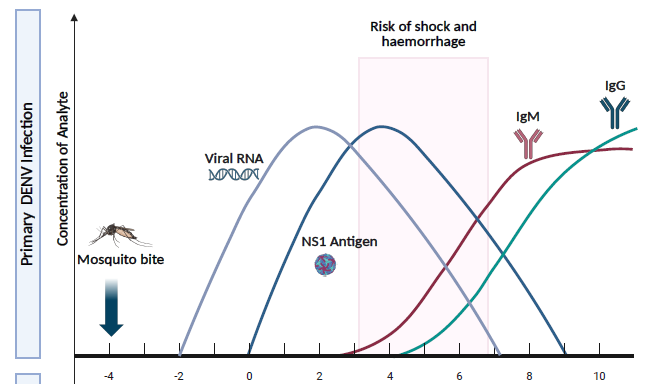 Risk of shock and
haemorrhage
IgG
IgM
Viral RNA
NS1 Antigen
Mosquito bite
Primary DENV Infection
Concentration of Analyte
-4 -2 0 2 4 6 8 10